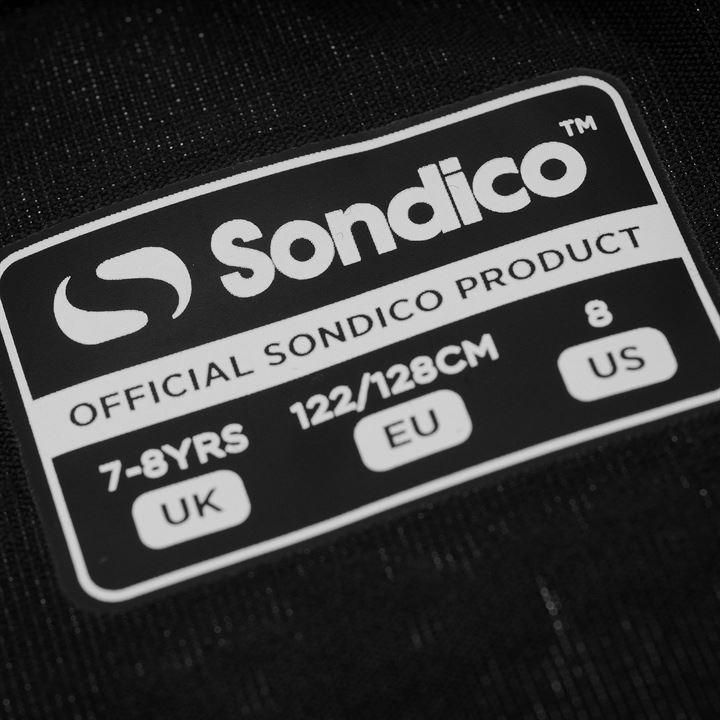 Sondico™
OFFICIAL SONDICO PRODUCT
7-8YRS 122/128CM 8
UK EU US